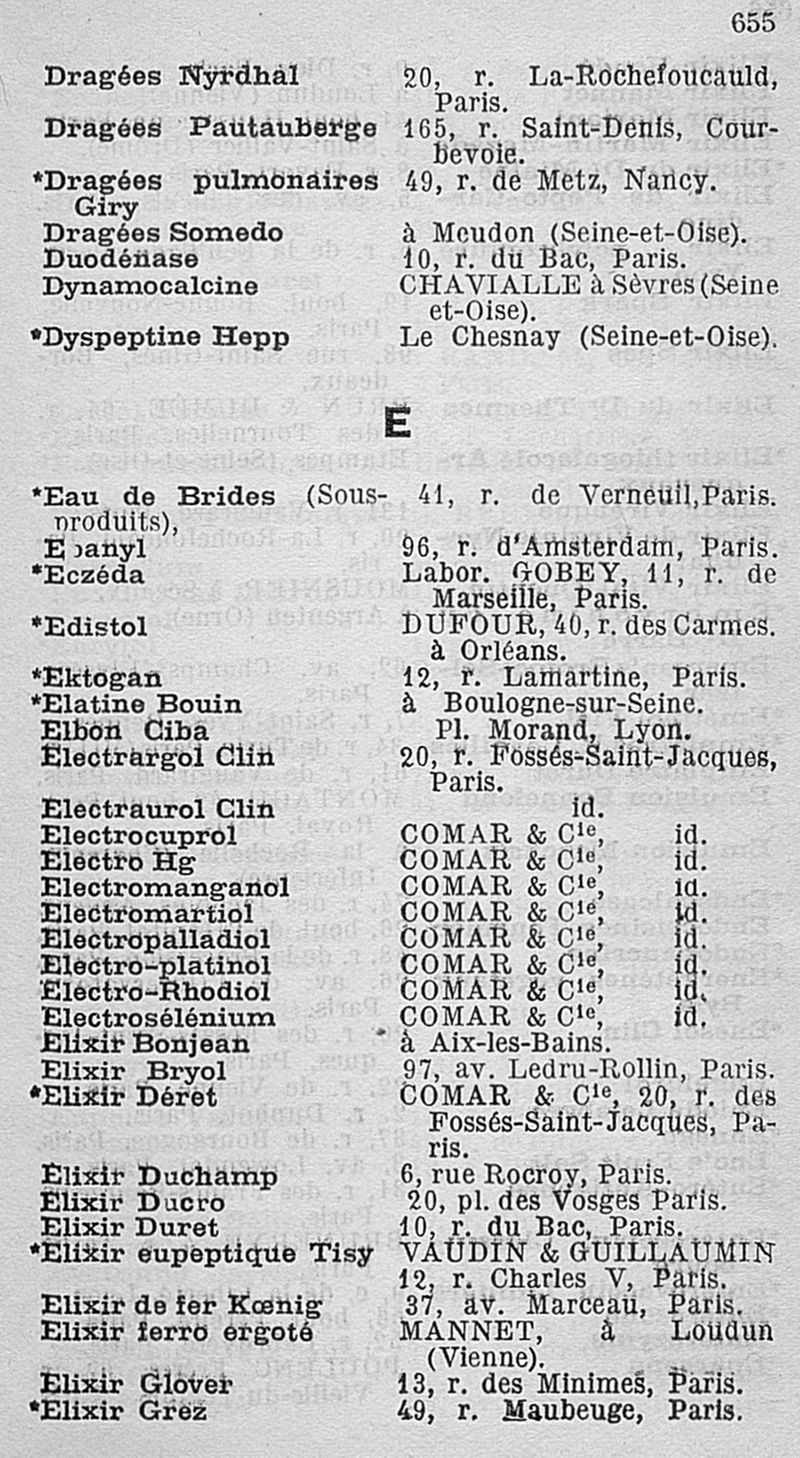 655
Dragées Nyrdhal 20, r. La-Rochefoucauld,
Paris.
Dragées Pautauberge 165, r. Saint-Denis, Cour-
bevoie.
*Dragées pulmonaires 49, r. de Metz, Nancy.
Giry
Dragées Somedo à Meudon (Seine-et-Oise).
Duodénase 10, r. du Bac, Paris.
Dynamocalcine CHAVIALLE à Sèvres (Seine
et-Oise).
*Dyspeptine Hepp Le Chesnay (Seine-et-Oise).
E
*Eau de Brides (Sous- 41, r. de Verneuil, Paris.
produits),
96, r. d'Amsterdam, Paris.
*Eczéda Labor. GOBEY, 11, r. de
Marseille, Paris.
*Edistol DUFOUR, 40, r. des Carmes.
à Orléans.
*Ektogan 12, r. Lamartine, Paris.
*Elatine Bouin à Boulogne-sur-Seine.
Elbon Ciba Pl. Morand, Lyon.
Electrargol Clin 20, r. Fossés-Saint-Jacques,
Paris.
Electraurol Clin id.
Electrocuprol COMAR & Cie, id.
Electro Hg COMAR & Cie, id.
Electromanganol COMAR & Cie, id.
Electromartiol COMAR & Cie, id.
Electropalladiol COMAR & Cie, id.
Electro-platinol COMAR & Cie, id.
Electro-Rhodiol COMAR & Cie, id.
Electrosélénium COMAR & Cie, id.
Elixir Bonjean à Aix-les-Bains.
Elixir Bryol 97, av. Ledru-Rollin, Paris.
*Elixir Déret COMAR & Cie, 20, r. des
Fossés-Saint-Jacques, Pa-
ris.
Elixir Duchamp 6, rue Rocroy, Paris.
Elixir Ducro 20, pl. des Vosges Paris.
Elixir Duret 10, r. du Bac, Paris.
*Elixir eupeptique Tisy VAUDIN & GUILLAUMIN
12, r. Charles V, Paris.
Elixir de fer Kœnig 37, av. Marceau, Paris.
Elixir ferro ergoté MANNET, à Loudun
(Vienne).
Elixir Glover 13, r. des Minimes, Paris.
*Elixir Grez 49, r. Maubeuge, Paris.